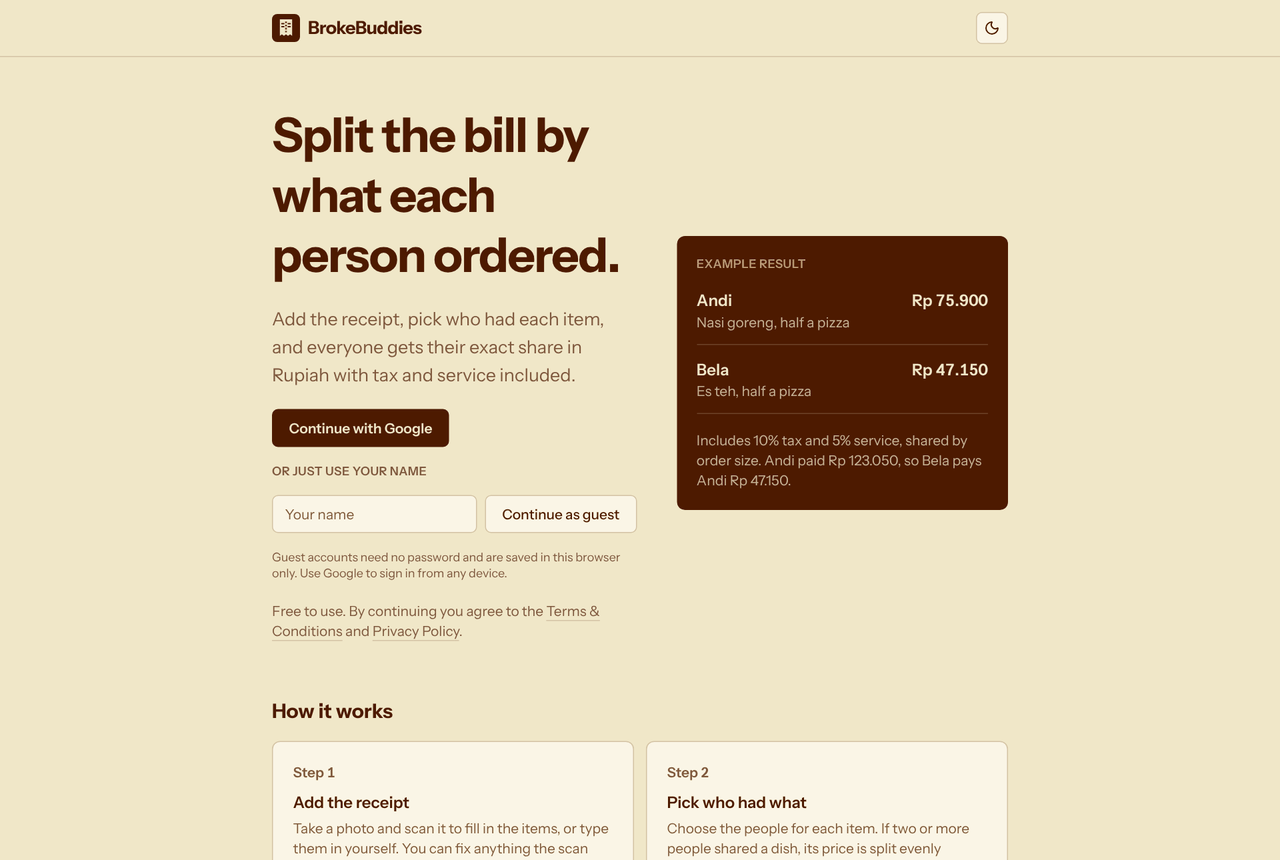 BrokeBuddies
Split the bill by
what each
person ordered.
Add the receipt, pick who had each item,
and everyone gets their exact share in
Rupiah with tax and service included.
Continue with Google
OR JUST USE YOUR NAME
Your name
Continue as guest
Guest accounts need no password and are saved in this browser
only. Use Google to sign in from any device.
Free to use. By continuing you agree to the Terms &
Conditions and Privacy Policy.
EXAMPLE RESULT
Andi Rp 75.900
Nasi goreng, half a pizza
Bela Rp 47.150
Es teh, half a pizza
Includes 10% tax and 5% service, shared by
order size. Andi paid Rp 123.050, so Bela pays
Andi Rp 47.150.
How it works
Step 1
Add the receipt
Take a photo and scan it to fill in the items, or type
them in yourself. You can fix anything the scan
Step 2
Pick who had what
Choose the people for each item. If two or more
people shared a dish, its price is split evenly